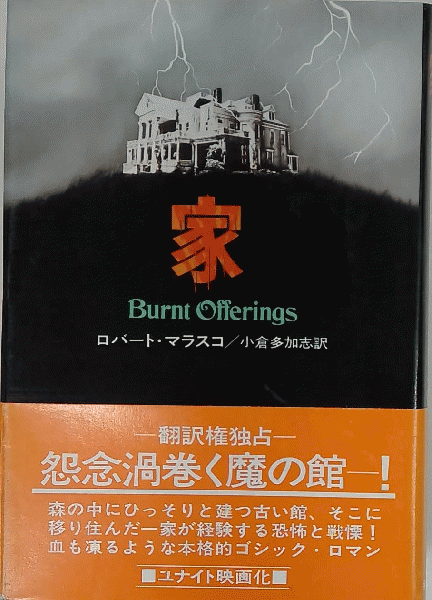 家
Burnt Offerings
ロバート・マラスコ／小倉多加志訳
―翻訳権独占―
怨念渦巻く魔の館―!
森の中にひっそりと建つ古い館、そこに
移り住んだ一家が経験する恐怖と戦慄!
血も凍るような本格的ゴシック・ロマン
■ユナイト映画化■